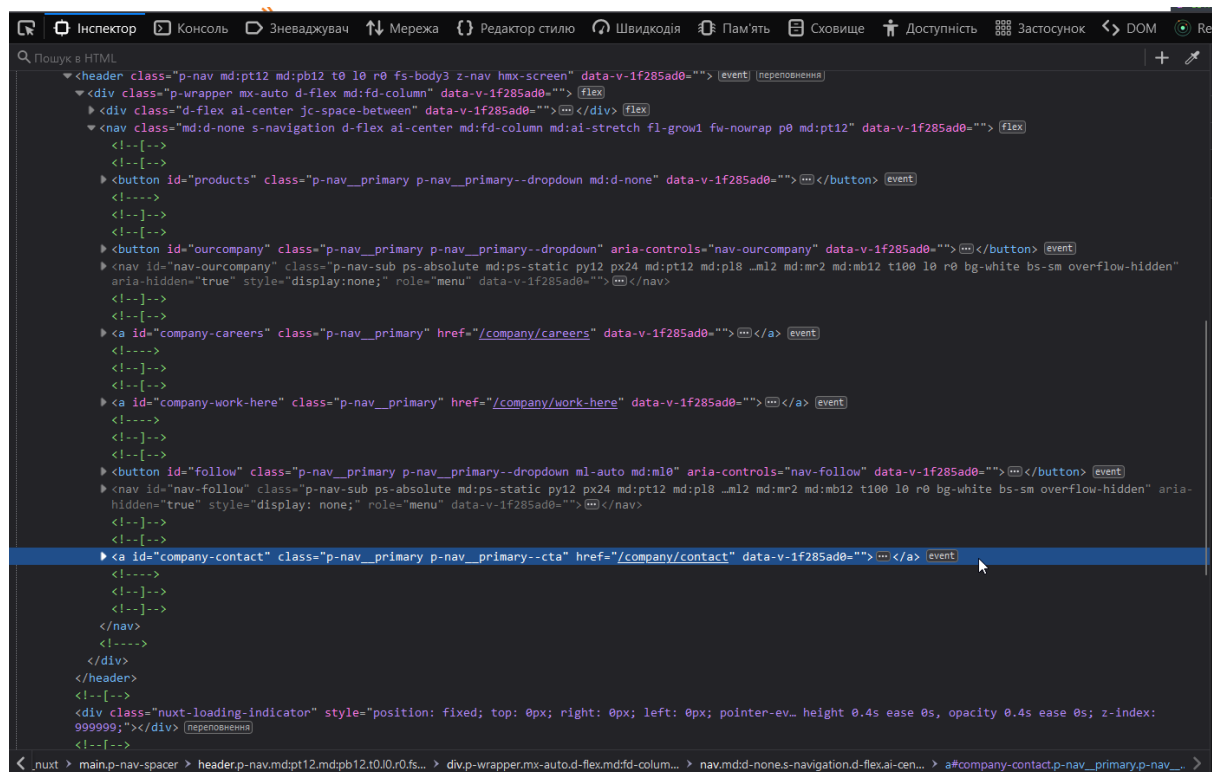 Інспектор Консоль Зневаджувач Мережа Редактор стилю Швидкодія Пам'ять Сховище Доступність Застосунок DOM Re
Пошук в HTML
<header class="p-nav md:pt12 md:pb12 t0 l0 r0 fs-body3 z-nav hmx-screen" data-v-1f285ad0=""> event переповнення
<div class="p-wrapper mx-auto d-flex md:fd-column" data-v-1f285ad0=""> flex
<div class="d-flex ai-center jc-space-between" data-v-1f285ad0="">…</div> flex
<nav class="md:d-none s-navigation d-flex ai-center md:fd-column md:ai-stretch fl-grow1 fw-nowrap p0 md:pt12" data-v-1f285ad0=""> flex
<!--[-->
<!--[-->
<button id="products" class="p-nav__primary p-nav__primary--dropdown md:d-none" data-v-1f285ad0="">…</button> event
<!---->
<!--]-->
<!--[-->
<button id="ourcompany" class="p-nav__primary p-nav__primary--dropdown" aria-controls="nav-ourcompany" data-v-1f285ad0="">…</button> event
<nav id="nav-ourcompany" class="p-nav-sub ps-absolute md:ps-static py12 px24 md:pt12 md:pl8 …ml2 md:mr2 md:mb12 t100 l0 r0 bg-white bs-sm overflow-hidden"
aria-hidden="true" style="display:none;" role="menu" data-v-1f285ad0="">…</nav>
<!--]-->
<!--[-->
<a id="company-careers" class="p-nav__primary" href="/company/careers" data-v-1f285ad0="">…</a> event
<!---->
<!--]-->
<!--[-->
<a id="company-work-here" class="p-nav__primary" href="/company/work-here" data-v-1f285ad0="">…</a> event
<!---->
<!--]-->
<!--[-->
<button id="follow" class="p-nav__primary p-nav__primary--dropdown ml-auto md:ml0" aria-controls="nav-follow" data-v-1f285ad0="">…</button> event
<nav id="nav-follow" class="p-nav-sub ps-absolute md:ps-static py12 px24 md:pt12 md:pl8 …ml2 md:mr2 md:mb12 t100 l0 r0 bg-white bs-sm overflow-hidden" aria-
hidden="true" style="display: none;" role="menu" data-v-1f285ad0="">…</nav>
<!--]-->
<!--[-->
<a id="company-contact" class="p-nav__primary p-nav__primary--cta" href="/company/contact" data-v-1f285ad0="">…</a> event
<!---->
<!--]-->
<!--]-->
</nav>
<!---->
</div>
</header>
<!--[-->
<div class="nuxt-loading-indicator" style="position: fixed; top: 0px; right: 0px; left: 0px; pointer-ev… height 0.4s ease 0s, opacity 0.4s ease 0s; z-index:
999999;"></div> переповнення
<!--[-->
_nuxt > main.p-nav-spacer > header.p-nav.md:pt12.md:pb12.t0.l0.r0.fs... > div.p-wrapper.mx-auto.d-flex.md:fd-colum... > nav.md:d-none.s-navigation.d-flex.ai-cen... > a#company-contact.p-nav__primary.p-nav__..